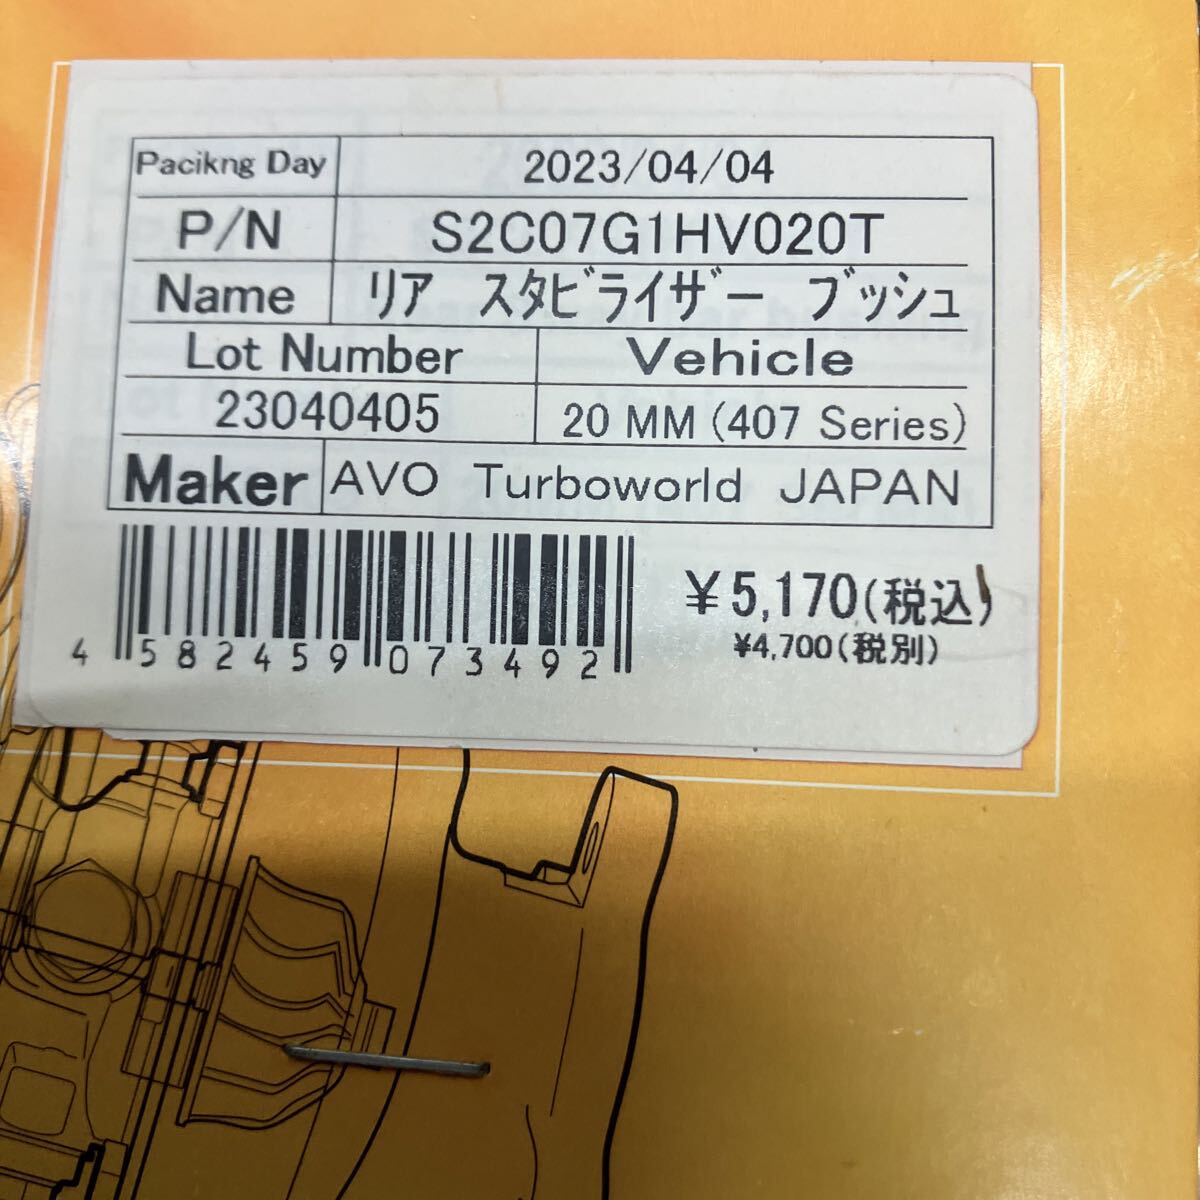 Pacikng Day 2023/04/04
P/N S2C07G1HV020T
Name リア スタビライザー ブッシュ
Lot Number Vehicle
23040405 20 MM (407 Series)
Maker AVO Turboworld JAPAN
¥5,170(税込)
¥4,700(税別)
4 582459 073492